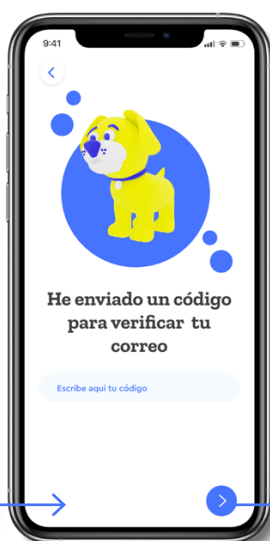 9:41
He enviado un código
para verificar tu
correo
Escribe aquí tu código